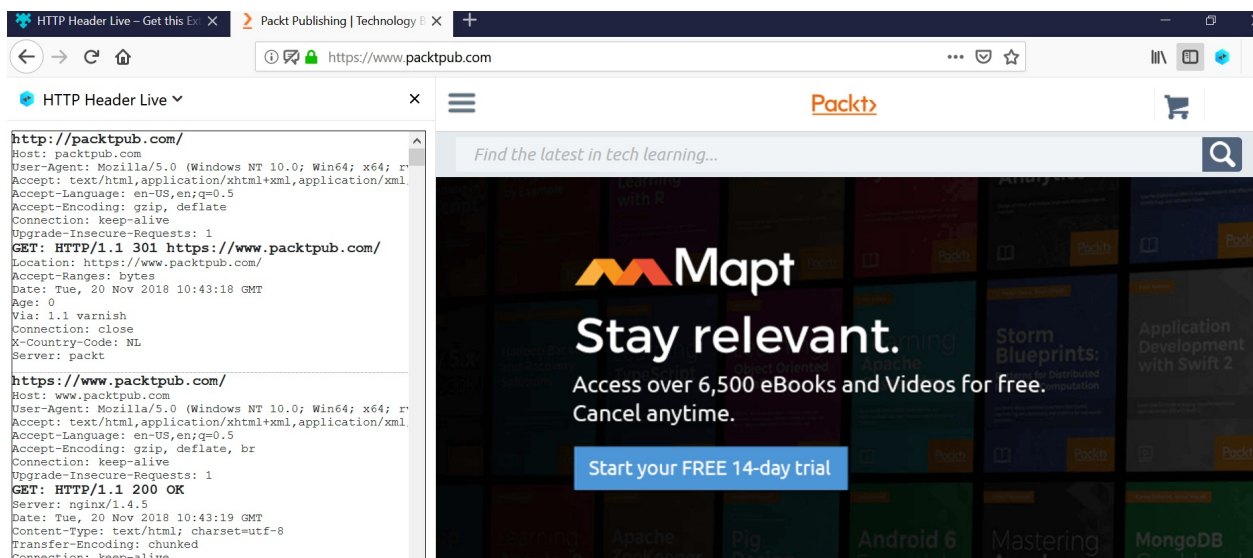 HTTP Header Live – Get this Ex
Packt Publishing | Technology B
https://www.packtpub.com
HTTP Header Live
http://packtpub.com/
Host: packtpub.com
User-Agent: Mozilla/5.0 (Windows NT 10.0; Win64; x64; r
Accept: text/html,application/xhtml+xml,application/xml
Accept-Language: en-US,en;q=0.5
Accept-Encoding: gzip, deflate
Connection: keep-alive
Upgrade-Insecure-Requests: 1
GET: HTTP/1.1 301 https://www.packtpub.com/
Location: https://www.packtpub.com/
Accept-Ranges: bytes
Date: Tue, 20 Nov 2018 10:43:18 GMT
Age: 0
Via: 1.1 varnish
Connection: close
X-Country-Code: NL
Server: packt
https://www.packtpub.com/
Host: www.packtpub.com
User-Agent: Mozilla/5.0 (Windows NT 10.0; Win64; x64; r
Accept: text/html,application/xhtml+xml,application/xml
Accept-Language: en-US,en;q=0.5
Accept-Encoding: gzip, deflate, br
Connection: keep-alive
Upgrade-Insecure-Requests: 1
GET: HTTP/1.1 200 OK
Server: nginx/1.4.5
Date: Tue, 20 Nov 2018 10:43:19 GMT
Content-Type: text/html; charset=utf-8
Transfer-Encoding: chunked
Connection: keep-alive
Packt>
Find the latest in tech learning...
Learning
with R
Mapt
Stay relevant.
Access over 6,500 eBooks and Videos for free.
Cancel anytime.
Start your FREE 14-day trial
Storm
Blueprints:
Application
Development
with Swift 2
Apache
Pig
Android 6
Mastering
MongoDB